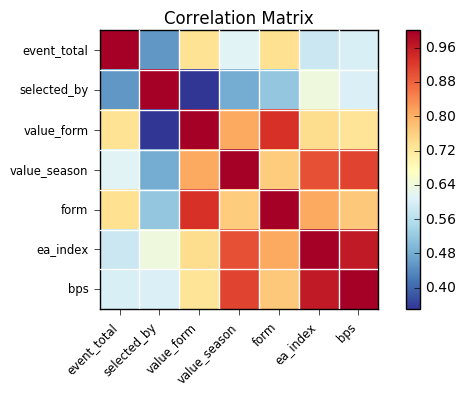 Correlation Matrix
event_total
selected_by
value_form
value_season
form
ea_index
bps
event_total
selected_by
value_form
value_season
form
ea_index
bps
0.96
0.88
0.80
0.72
0.64
0.56
0.48
0.40